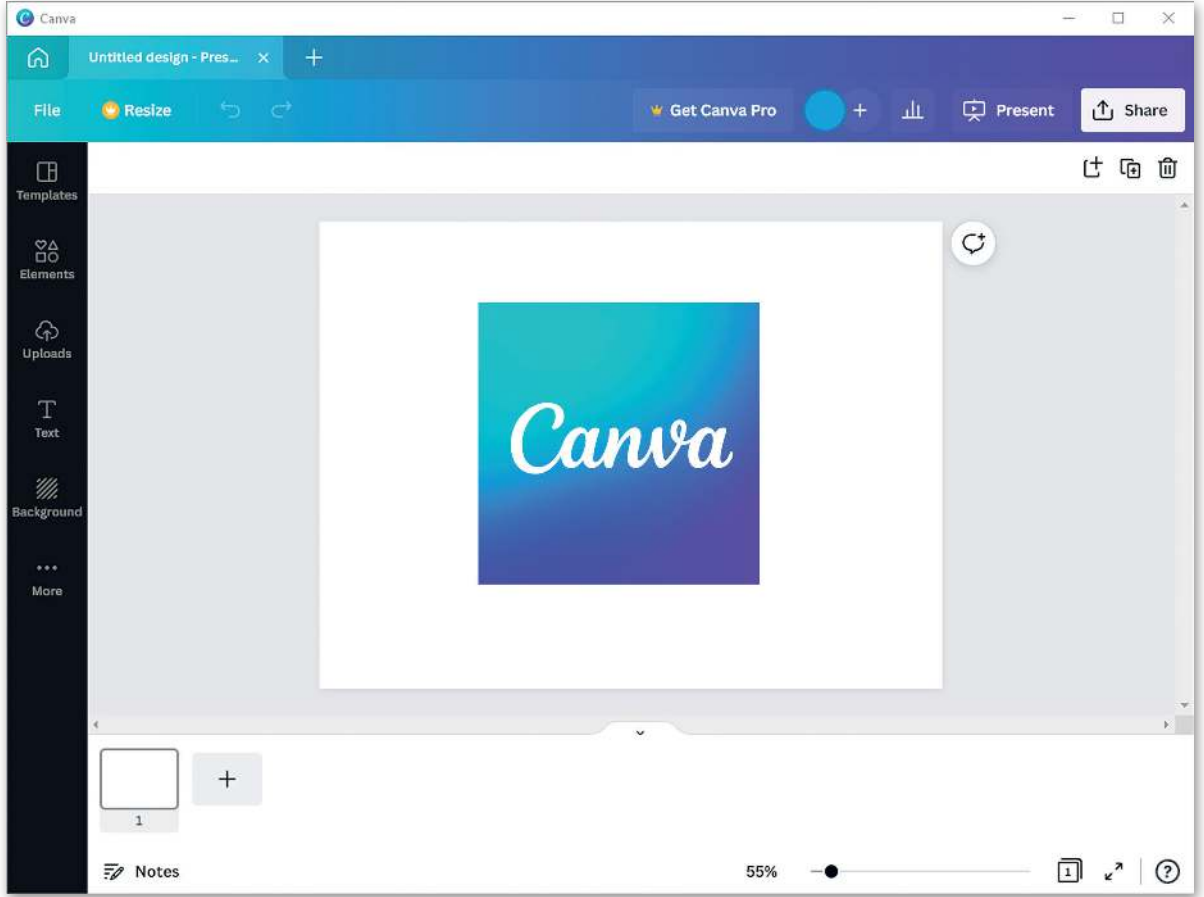 Canva
Untitled design - Pres...
File Resize Get Canva Pro Present Share
Templates
Elements
Uploads
Text
Background
More
Canva
1
Notes 55% 1 ?